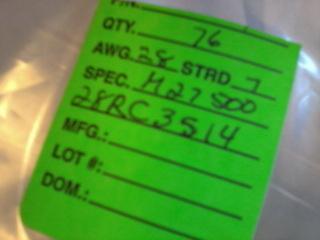 P/N:
QTY. 76
AWG. 28 STRD. 7
SPEC. M27500
28RC3S14
MFG.:
LOT #:
DOM.: